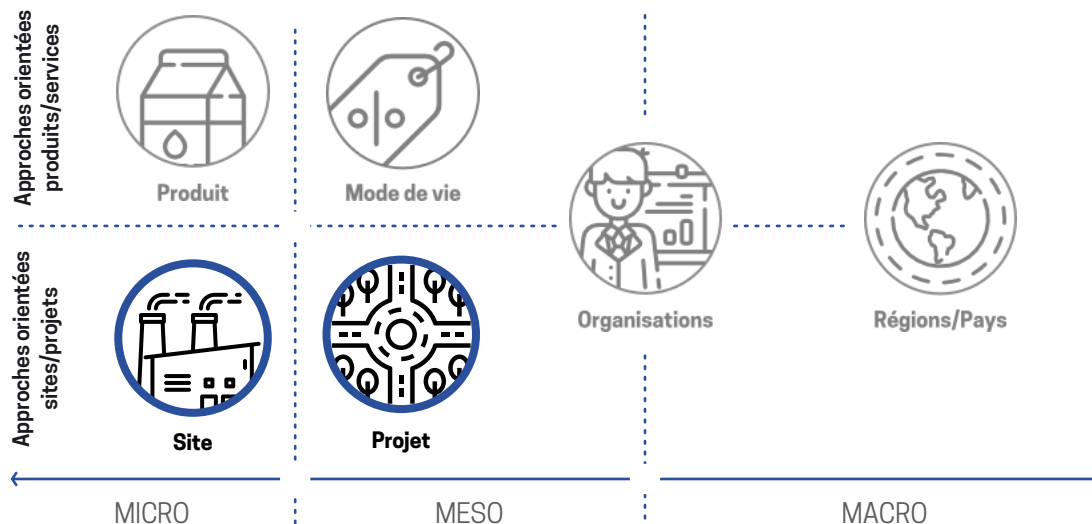 Approches orientées
produits/services
Produit
Mode de vie
Organisations
Régions/Pays
Approches orientées
sites/projets
Site
Projet
MICRO
MESO
MACRO